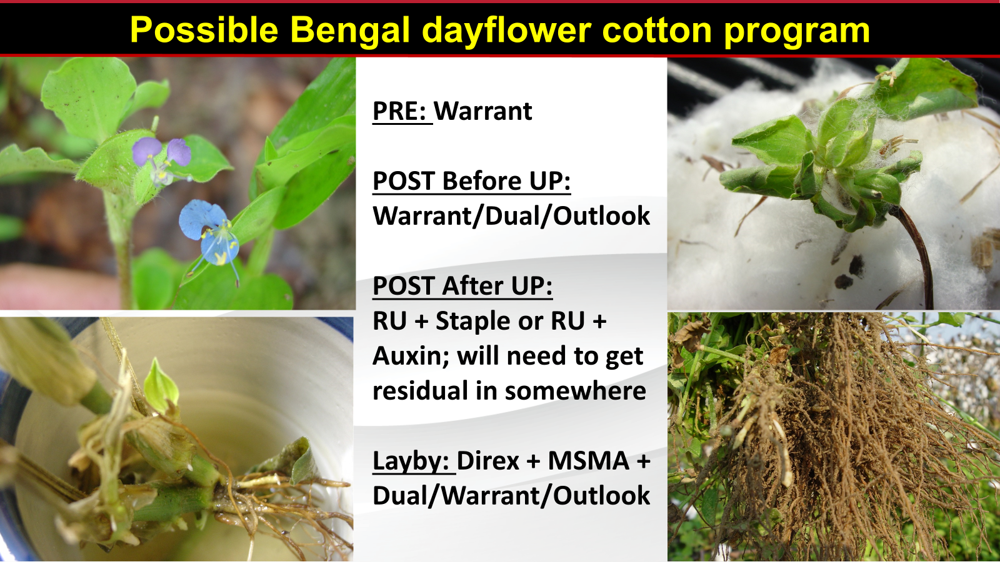 Possible Bengal dayflower cotton program
PRE: Warrant
POST Before UP:
Warrant/Dual/Outlook
POST After UP:
RU + Staple or RU +
Auxin; will need to get
residual in somewhere
Layby: Direx + MSMA +
Dual/Warrant/Outlook